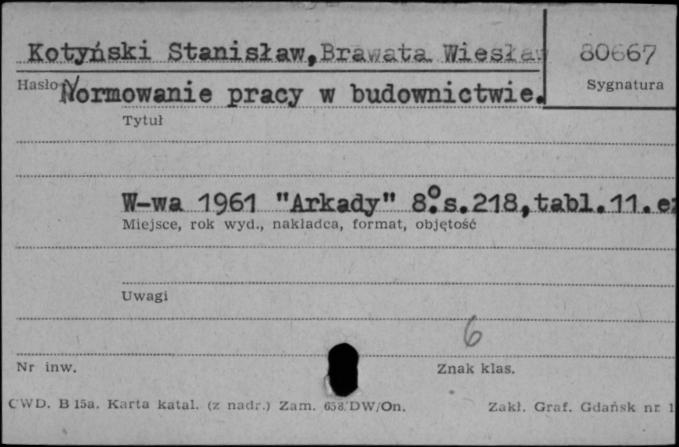 Kotyński Stanisław, Brawata Wiesław 80667
Hasło Sygnatura
Normowanie pracy w budownictwie.
Tytuł
W-wa 1961 "Arkady" 8.° s.218, tabl.11.
Miejsce, rok wyd., nakładca, format, objętość
Uwagi
6
Nr inw. Znak klas.
CWD. B 15a. Karta katal. (z nadr.) Zam. 658/DW/On. Zakł. Graf. Gdańsk nr 1